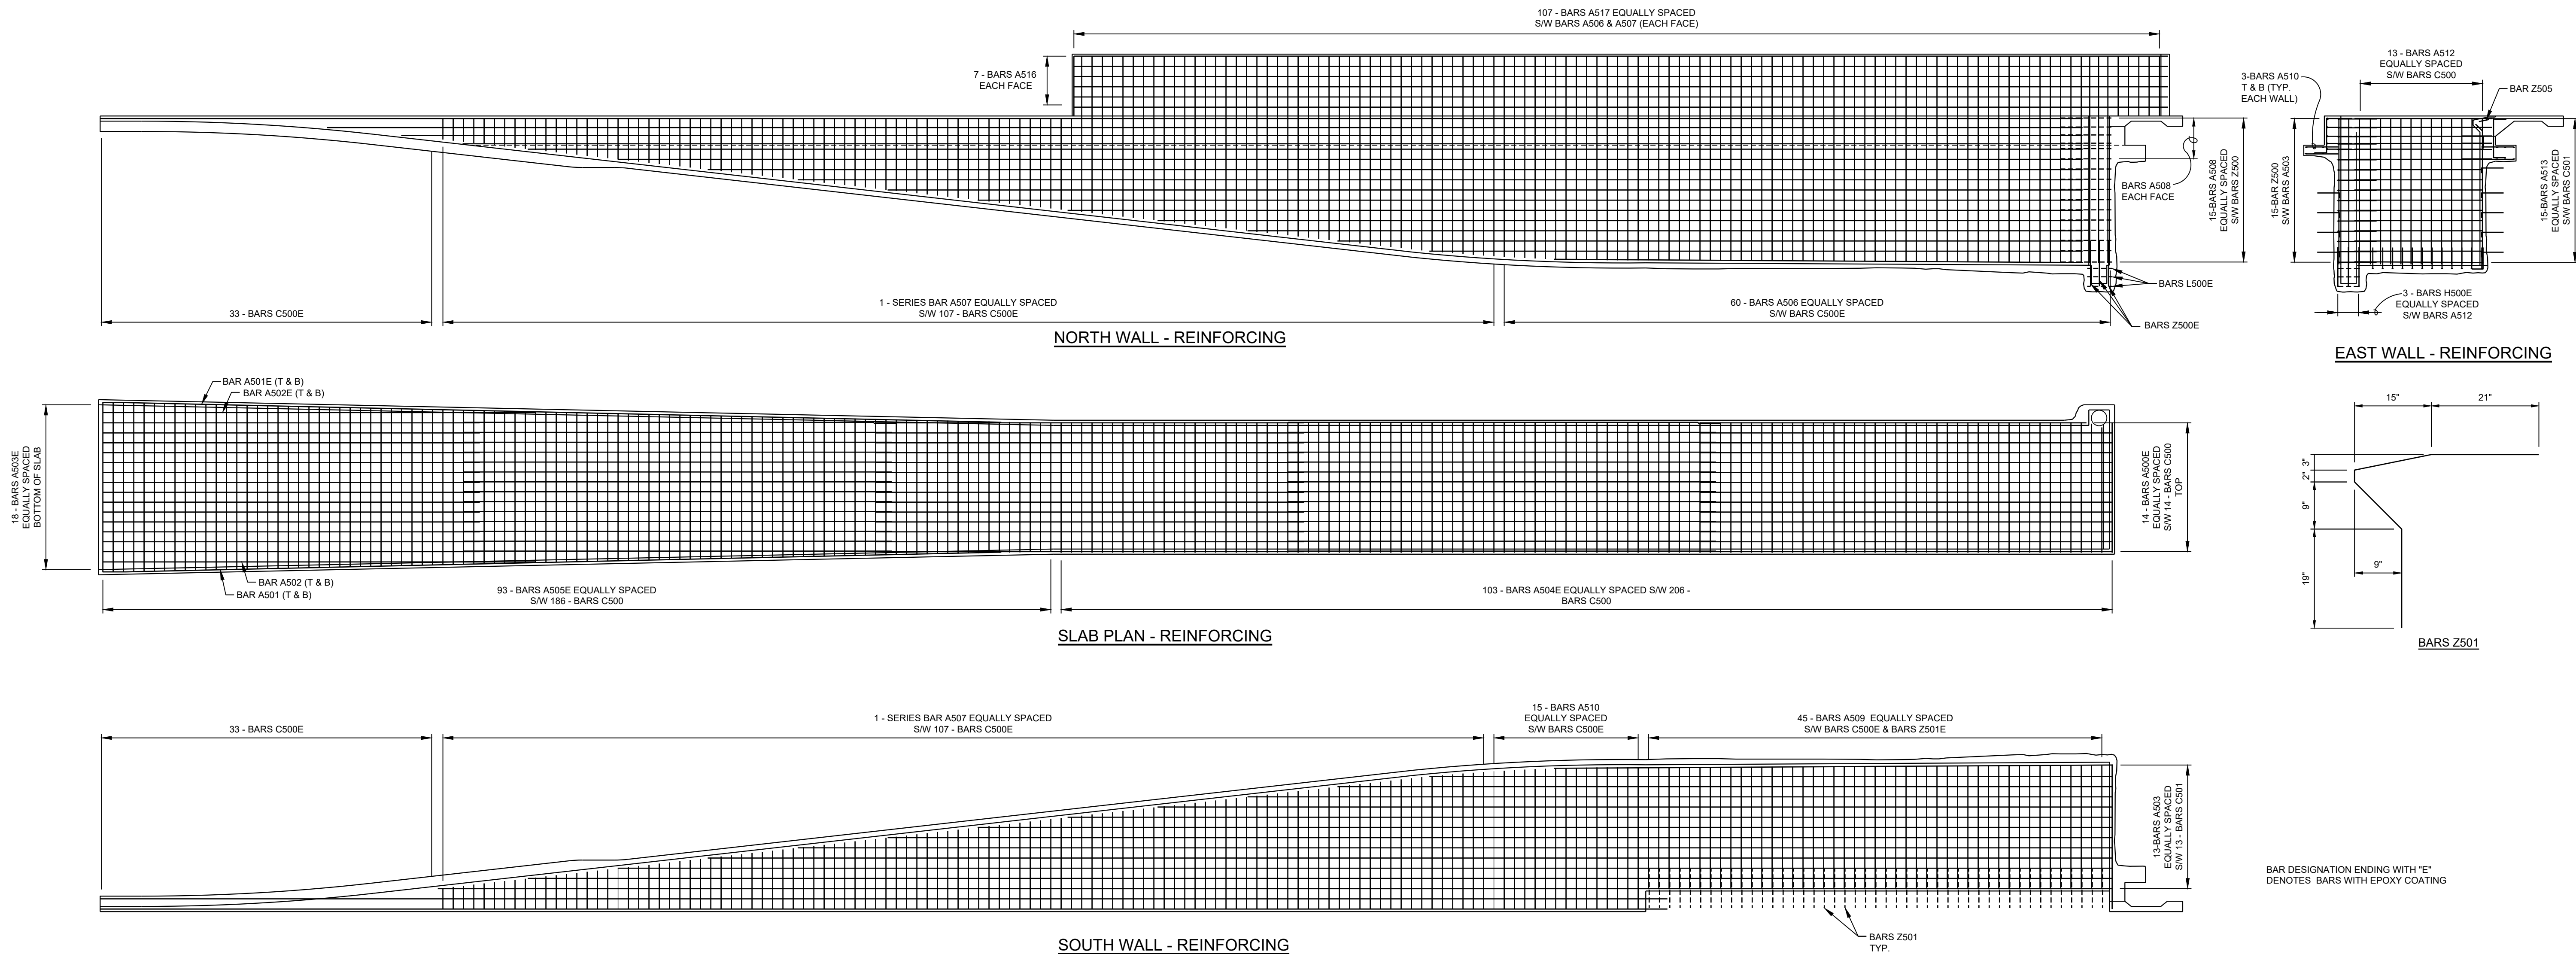 107 - BARS A517 EQUALLY SPACED
S/W BARS A506 & A507 (EACH FACE)
7 - BARS A516
EACH FACE
BARS A508
EACH FACE
15-BARS A508
EQUALLY SPACED
S/W BARS Z500
BARS L500E
BARS Z500E
33 - BARS C500E
1 - SERIES BAR A507 EQUALLY SPACED
S/W 107 - BARS C500E
60 - BARS A506 EQUALLY SPACED
S/W BARS C500E
NORTH WALL - REINFORCING
13 - BARS A512
EQUALLY SPACED
S/W BARS C500
3-BARS A510
T & B (TYP.
EACH WALL)
BAR Z505
15-BAR Z500
S/W BARS A503
15-BARS A513
EQUALLY SPACED
S/W BARS C501
3 - BARS H500E
EQUALLY SPACED
S/W BARS A512
EAST WALL - REINFORCING
BAR A501E (T & B)
BAR A502E (T & B)
18 - BARS A503E
EQUALLY SPACED
BOTTOM OF SLAB
14 - BARS A500E
EQUALLY SPACED
S/W 14 - BARS C500
TOP
BAR A502 (T & B)
BAR A501 (T & B)
93 - BARS A505E EQUALLY SPACED
S/W 186 - BARS C500
103 - BARS A504E EQUALLY SPACED S/W 206 -
BARS C500
SLAB PLAN - REINFORCING
15"
21"
3"
2"
9"
9"
19"
BARS Z501
33 - BARS C500E
1 - SERIES BAR A507 EQUALLY SPACED
S/W 107 - BARS C500E
15 - BARS A510
EQUALLY SPACED
S/W BARS C500E
45 - BARS A509 EQUALLY SPACED
S/W BARS C500E & BARS Z501E
13-BARS A503
EQUALLY SPACED
S/W 13 - BARS C501
BARS Z501
TYP.
SOUTH WALL - REINFORCING
BAR DESIGNATION ENDING WITH "E"
DENOTES BARS WITH EPOXY COATING